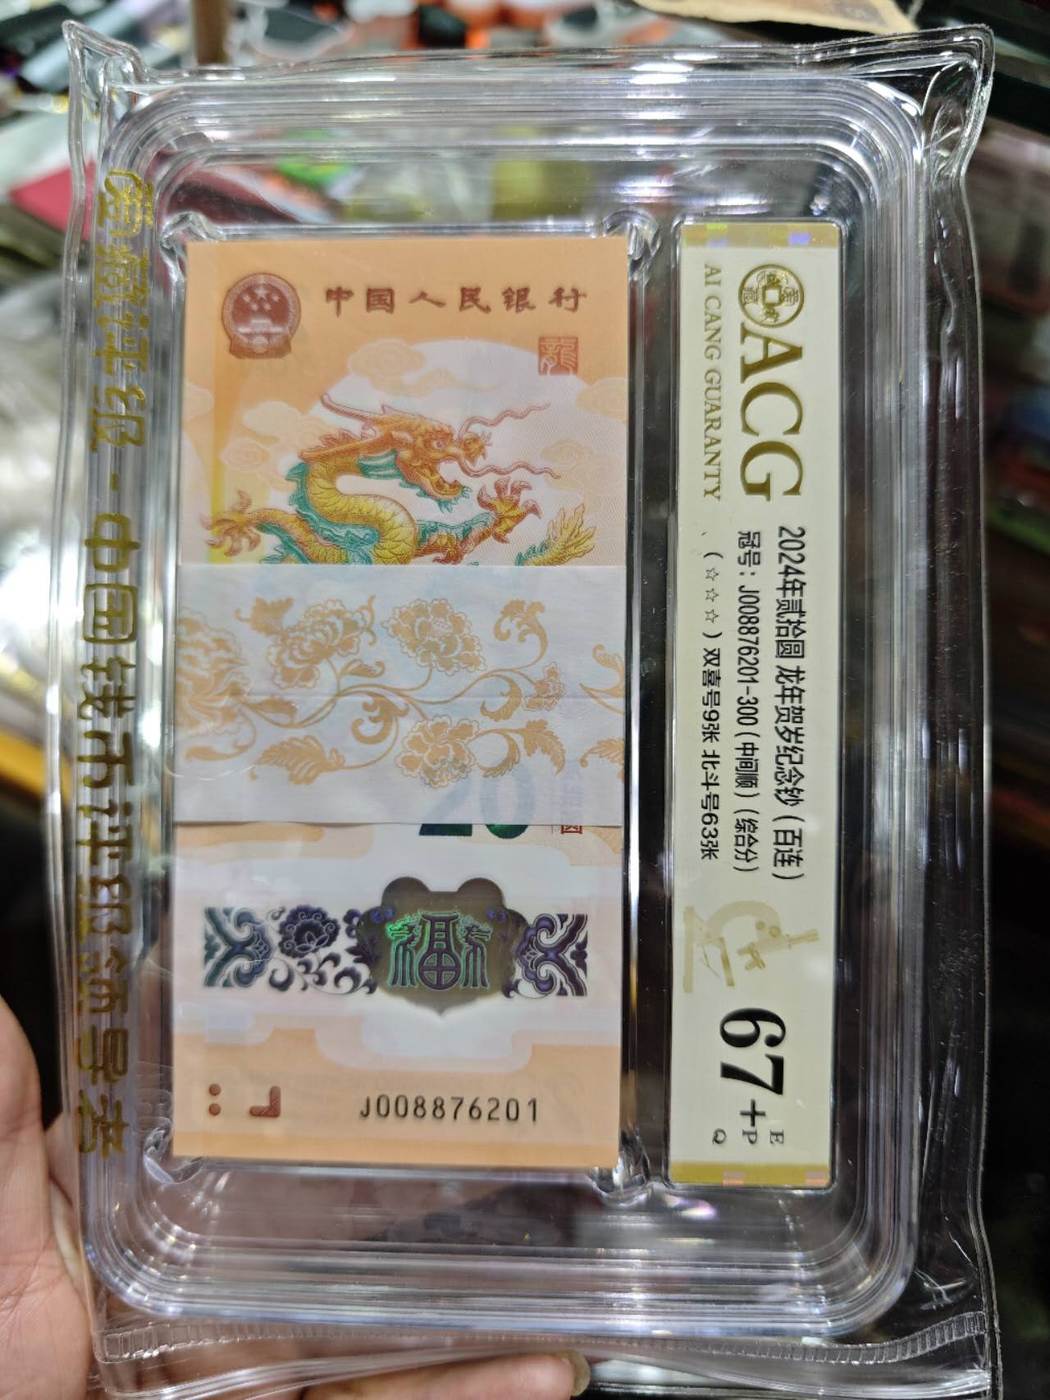 中国人民银行
龍
20
福
J008876201
ACG
AI CANG GUARANTY
2024年贰拾圆 龙年贺岁纪念钞（百连）
冠号：J008876201-300（中间顺）（综合分）
、（☆☆☆）双喜号9张 北斗号63张
67+
E
P
Q
爱藏评级 - 中国钱币评级领导者